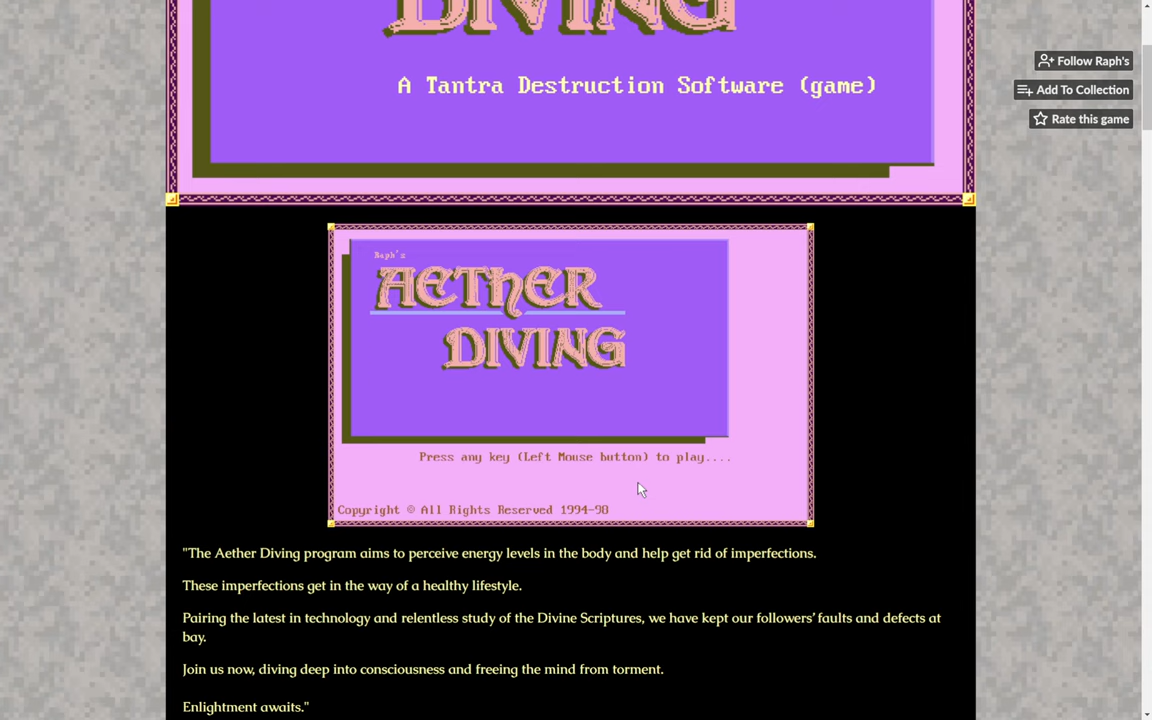 DIVING
A Tantra Destruction Software (game)
Follow Raph's
Add To Collection
Rate this game
Raph's
AETHER
DIVING
Press any key (Left Mouse button) to play....
Copyright © All Rights Reserved 1994-98
"The Aether Diving program aims to perceive energy levels in the body and help get rid of imperfections.
These imperfections get in the way of a healthy lifestyle.
Pairing the latest in technology and relentless study of the Divine Scriptures, we have kept our followers' faults and defects at
bay.
Join us now, diving deep into consciousness and freeing the mind from torment.
Enlightment awaits."